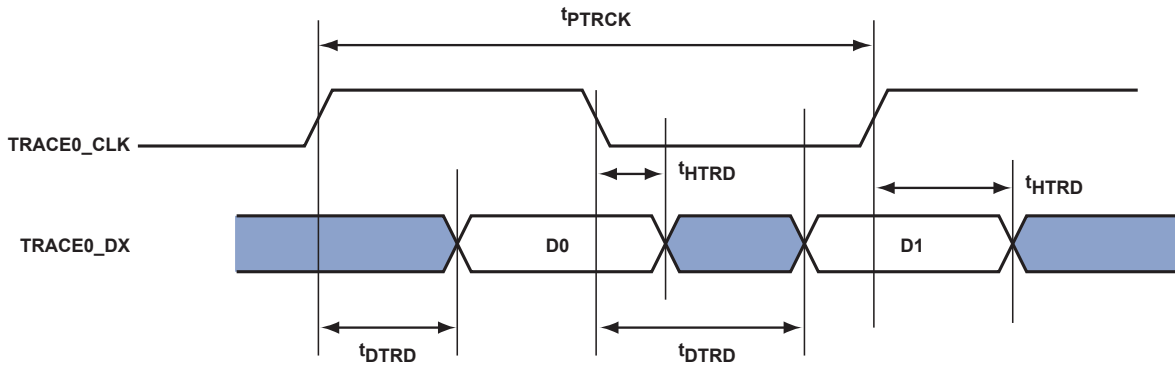 tPTRCK
TRACE0_CLK
tHTRD
tHTRD
TRACE0_DX
D0
D1
tDTRD
tDTRD